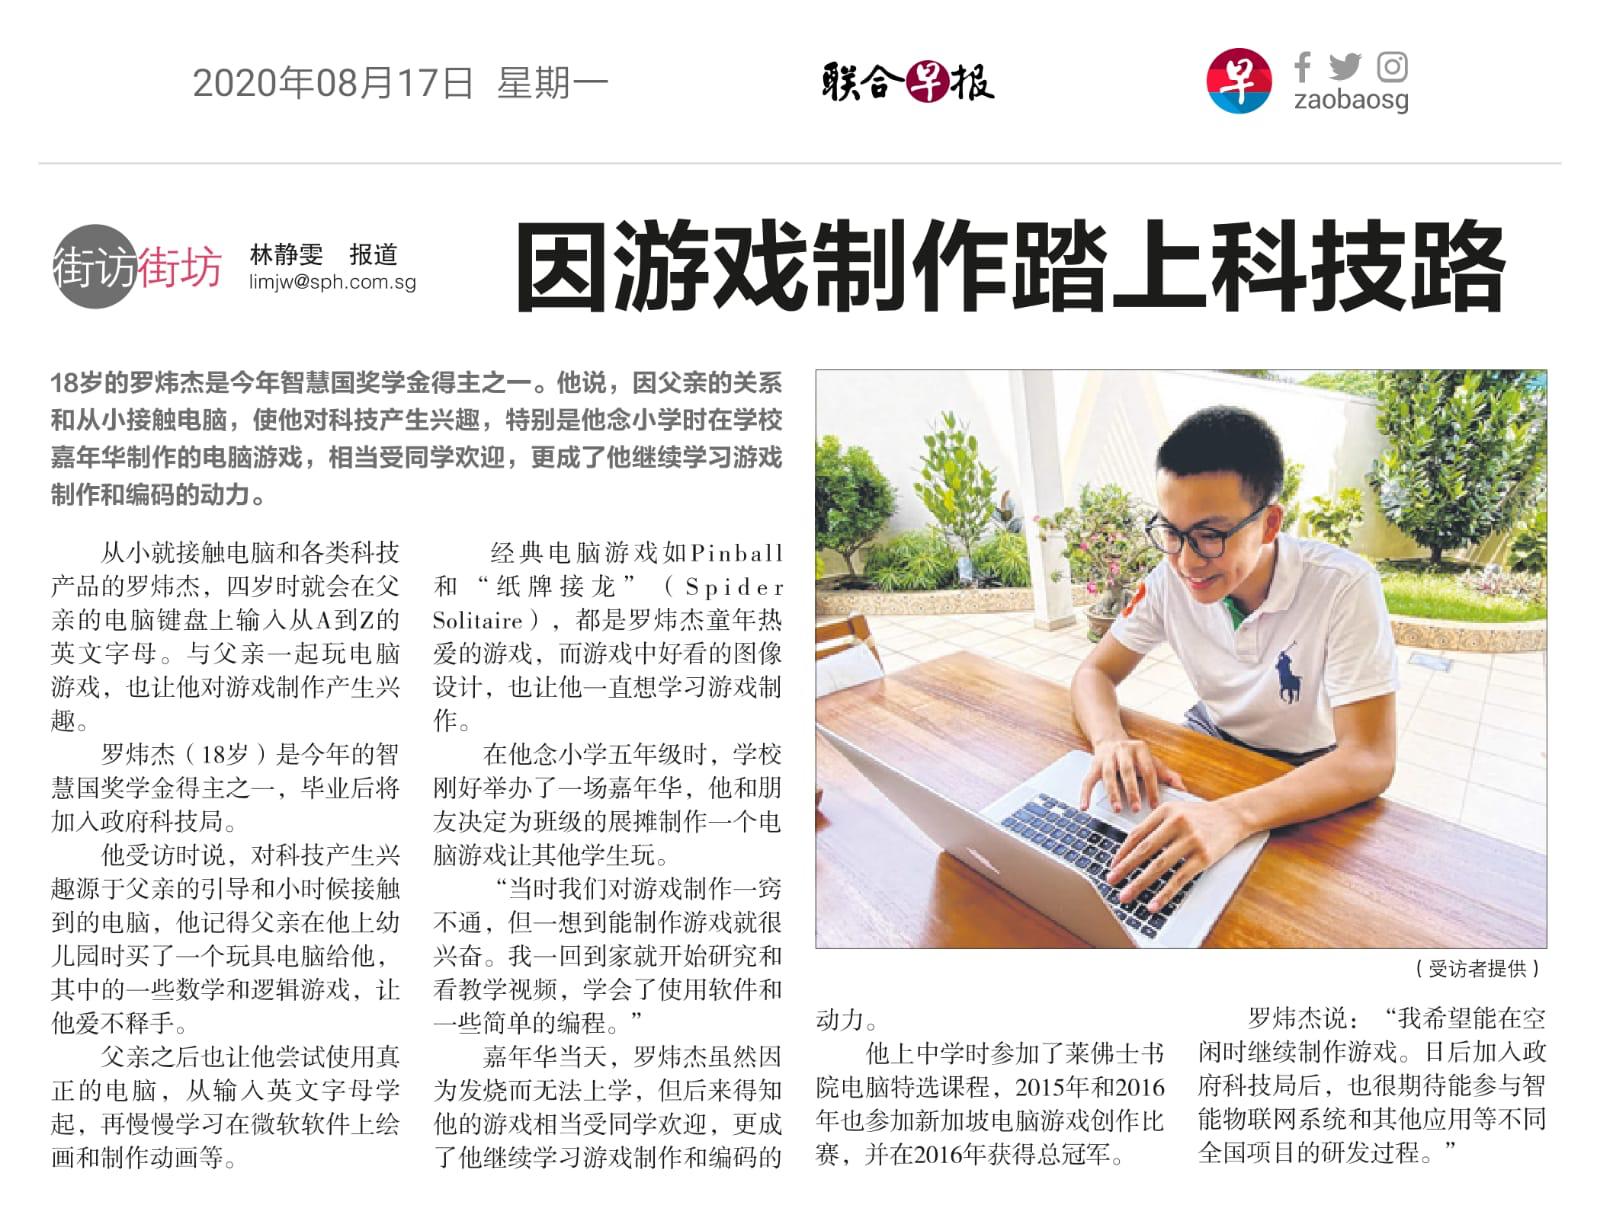 2020年08月17日 星期一
联合早报
早
zaobaosg
街访街坊
林静雯 报道
limjw@sph.com.sg
因游戏制作踏上科技路
18岁的罗炜杰是今年智慧国奖学金得主之一。他说，因父亲的关系
和从小接触电脑，使他对科技产生兴趣，特别是他念小学时在学校
嘉年华制作的电脑游戏，相当受同学欢迎，更成了他继续学习游戏
制作和编码的动力。
从小就接触电脑和各类科技
产品的罗炜杰，四岁时就会在父
亲的电脑键盘上输入从A到Z的
英文字母。与父亲一起玩电脑
游戏，也让他对游戏制作产生兴
趣。
罗炜杰（18岁）是今年的智
慧国奖学金得主之一，毕业后将
加入政府科技局。
他受访时说，对科技产生兴
趣源于父亲的引导和小时候接触
到的电脑，他记得父亲在他上幼
儿园时买了一个玩具电脑给他，
其中的一些数学和逻辑游戏，让
他爱不释手。
父亲之后也让他尝试使用真
正的电脑，从输入英文字母学
起，再慢慢学习在微软软件上绘
画和制作动画等。
经典电脑游戏如Pinball
和“纸牌接龙”（Spider
Solitaire），都是罗炜杰童年热
爱的游戏，而游戏中好看的图像
设计，也让他一直想学习游戏制
作。
在他念小学五年级时，学校
刚好举办了一场嘉年华，他和朋
友决定为班级的展摊制作一个电
脑游戏让其他学生玩。
“当时我们对游戏制作一窍
不通，但一想到能制作游戏就很
兴奋。我一回到家就开始研究和
看教学视频，学会了使用软件和
一些简单的编程。”
嘉年华当天，罗炜杰虽然因
为发烧而无法上学，但后来得知
他的游戏相当受同学欢迎，更成
了他继续学习游戏制作和编码的
（受访者提供）
动力。
他上中学时参加了莱佛士书
院电脑特选课程，2015年和2016
年也参加新加坡电脑游戏创作比
赛，并在2016年获得总冠军。
罗炜杰说：“我希望能在空
闲时继续制作游戏。日后加入政
府科技局后，也很期待能参与智
能物联网系统和其他应用等不同
全国项目的研发过程。”